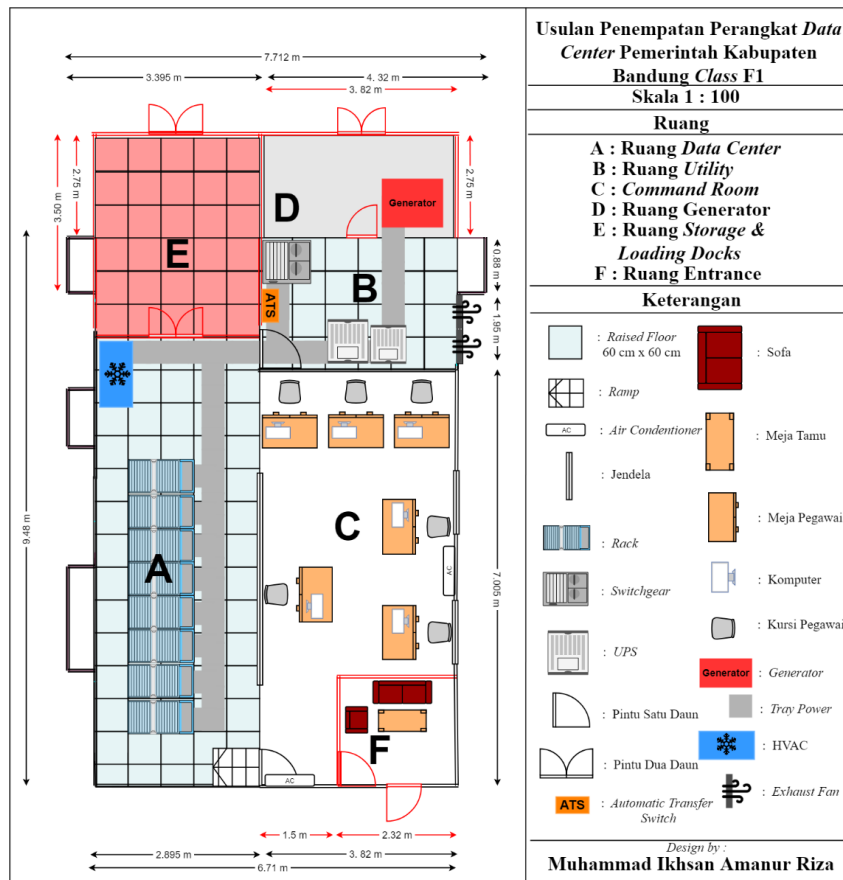 7.712 m
3.395 m
4. 32 m
3. 82 m
2.75 m
3.50 m
2.75 m
9.48 m
0.88 m
1.95 m
7.005 m
D
Generator
E
B
ATS
C
A
AC
F
AC
1.5 m
2.32 m
2.895 m
3. 82 m
6.71 m
Usulan Penempatan Perangkat Data
Center Pemerintah Kabupaten
Bandung Class F1
Skala 1 : 100
Ruang
A : Ruang Data Center
B : Ruang Utility
C : Command Room
D : Ruang Generator
E : Ruang Storage &
Loading Docks
F : Ruang Entrance
Keterangan
: Raised Floor
60 cm x 60 cm
: Sofa
: Ramp
AC : Air Condentioner
: Meja Tamu
: Jendela
: Meja Pegawai
: Rack
: Komputer
: Switchgear
: Kursi Pegawai
: UPS
Generator : Generator
: Tray Power
: Pintu Satu Daun
: HVAC
: Pintu Dua Daun
: Exhaust Fan
ATS : Automatic Transfer
Switch
Design by :
Muhammad Ikhsan Amanur Riza